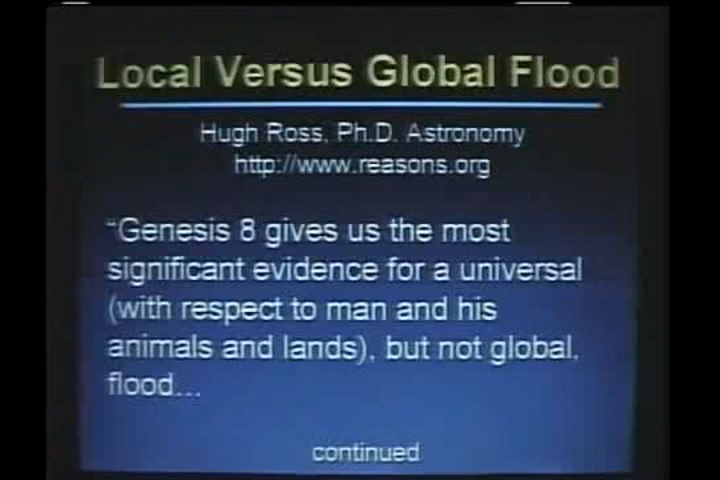 Local Versus Global Flood
Hugh Ross, Ph.D. Astronomy
http://www.reasons.org
"Genesis 8 gives us the most
significant evidence for a universal
(with respect to man and his
animals and lands), but not global,
flood...
continued